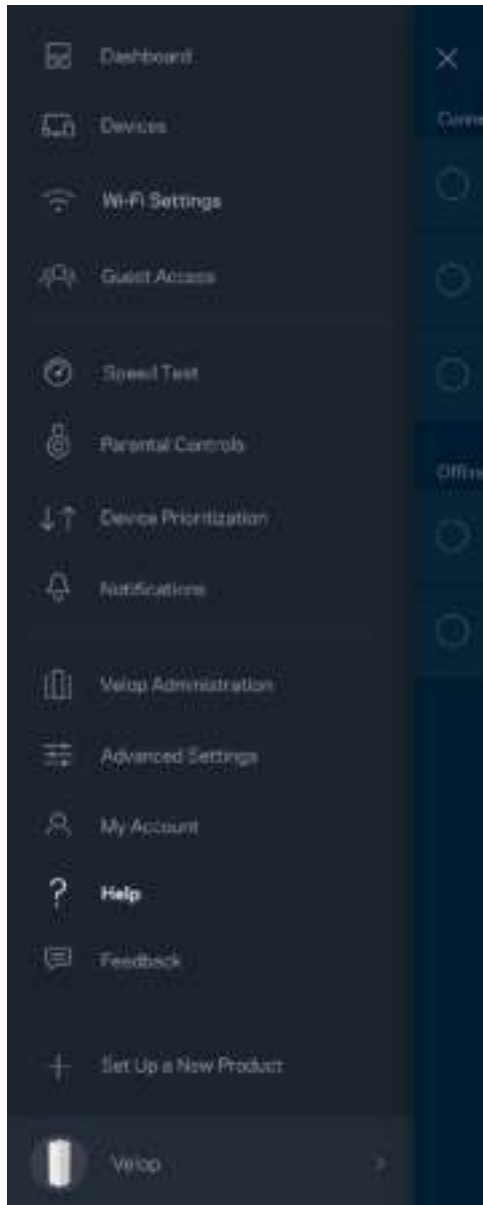 Dashboard
Devices
Wi-Fi Settings
Guest Access
Speed Test
Parental Controls
Device Prioritization
Notifications
Velop Administration
Advanced Settings
My Account
Help
Feedback
Set Up a New Product
Velop